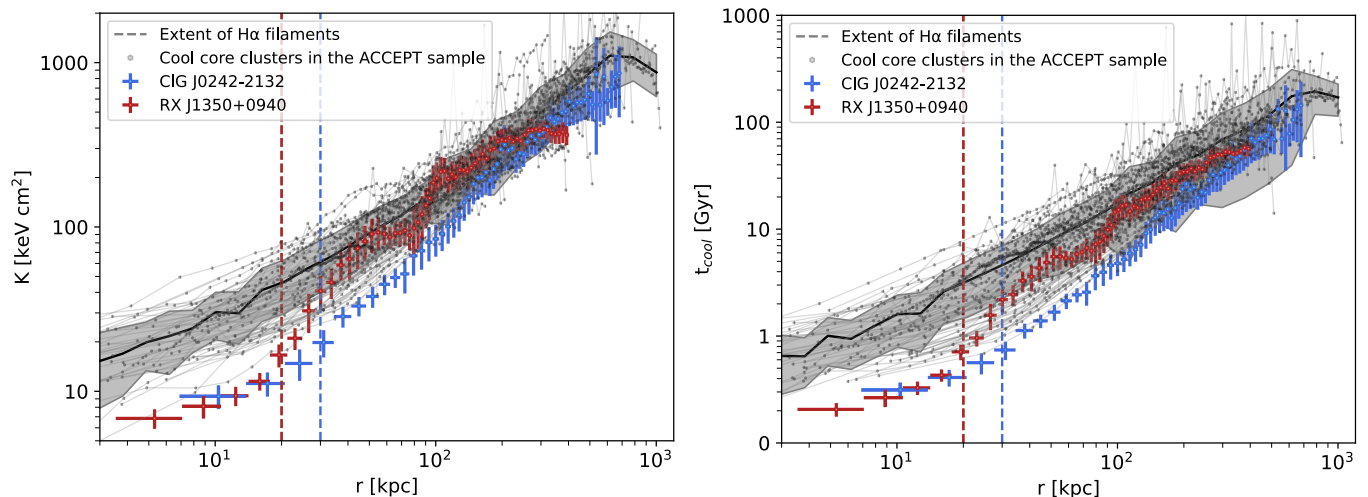 Extent of Hα filaments
Cool core clusters in the ACCEPT sample
ClG J0242-2132
RX J1350+0940
1000
100
10
K [keV cm²]
10¹
10²
10³
r [kpc]
Extent of Hα filaments
Cool core clusters in the ACCEPT sample
ClG J0242-2132
RX J1350+0940
1000
100
10
1
0
t_cool [Gyr]
10¹
10²
10³
r [kpc]